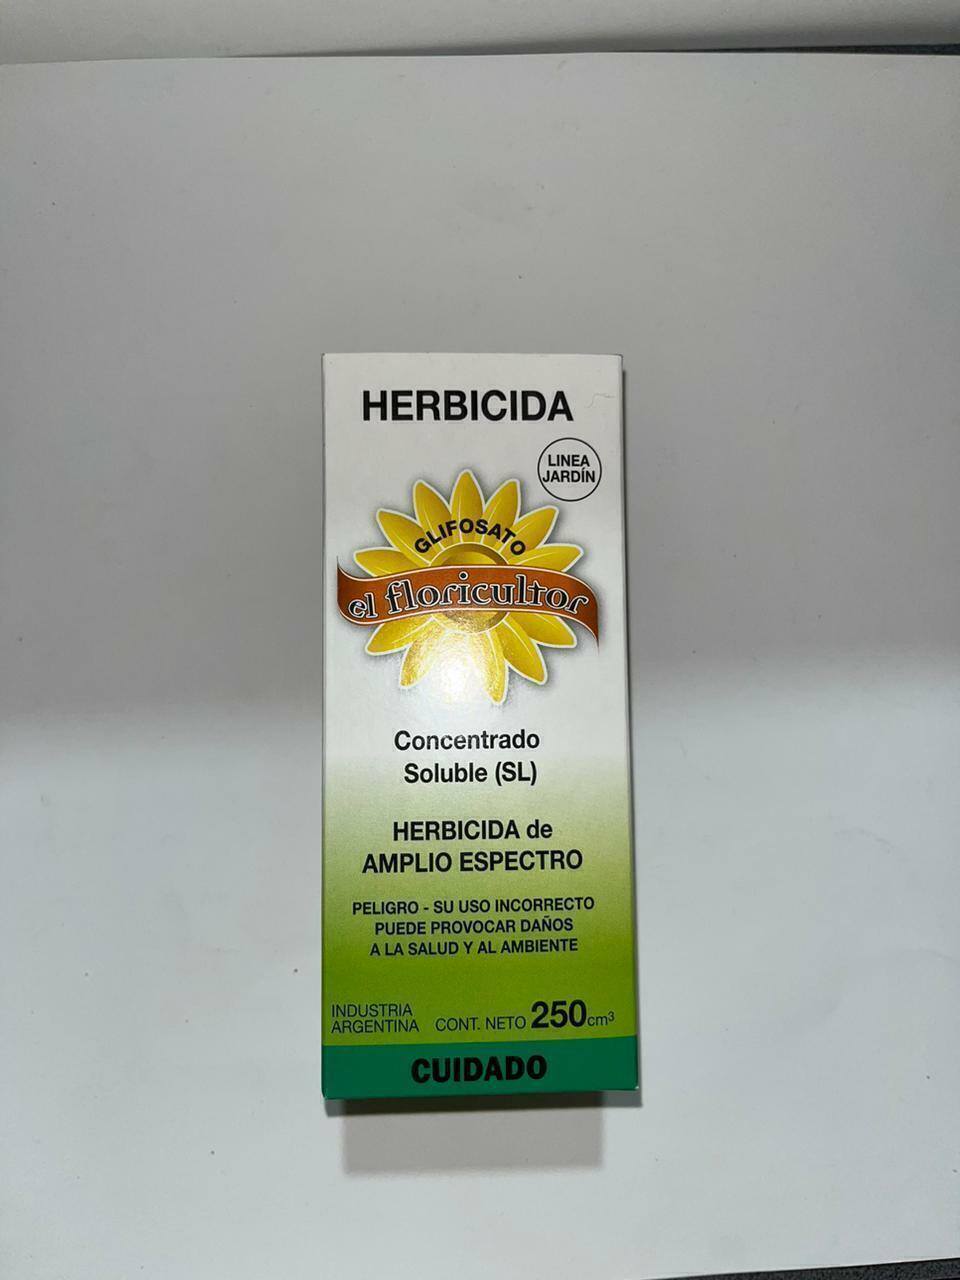 HERBICIDA
LINEA
JARDÍN
GLIFOSATO
el floricultor
Concentrado
Soluble (SL)
HERBICIDA de
AMPLIO ESPECTRO
PELIGRO - SU USO INCORRECTO
PUEDE PROVOCAR DAÑOS
A LA SALUD Y AL AMBIENTE
INDUSTRIA
ARGENTINA
CONT. NETO 250cm³
CUIDADO